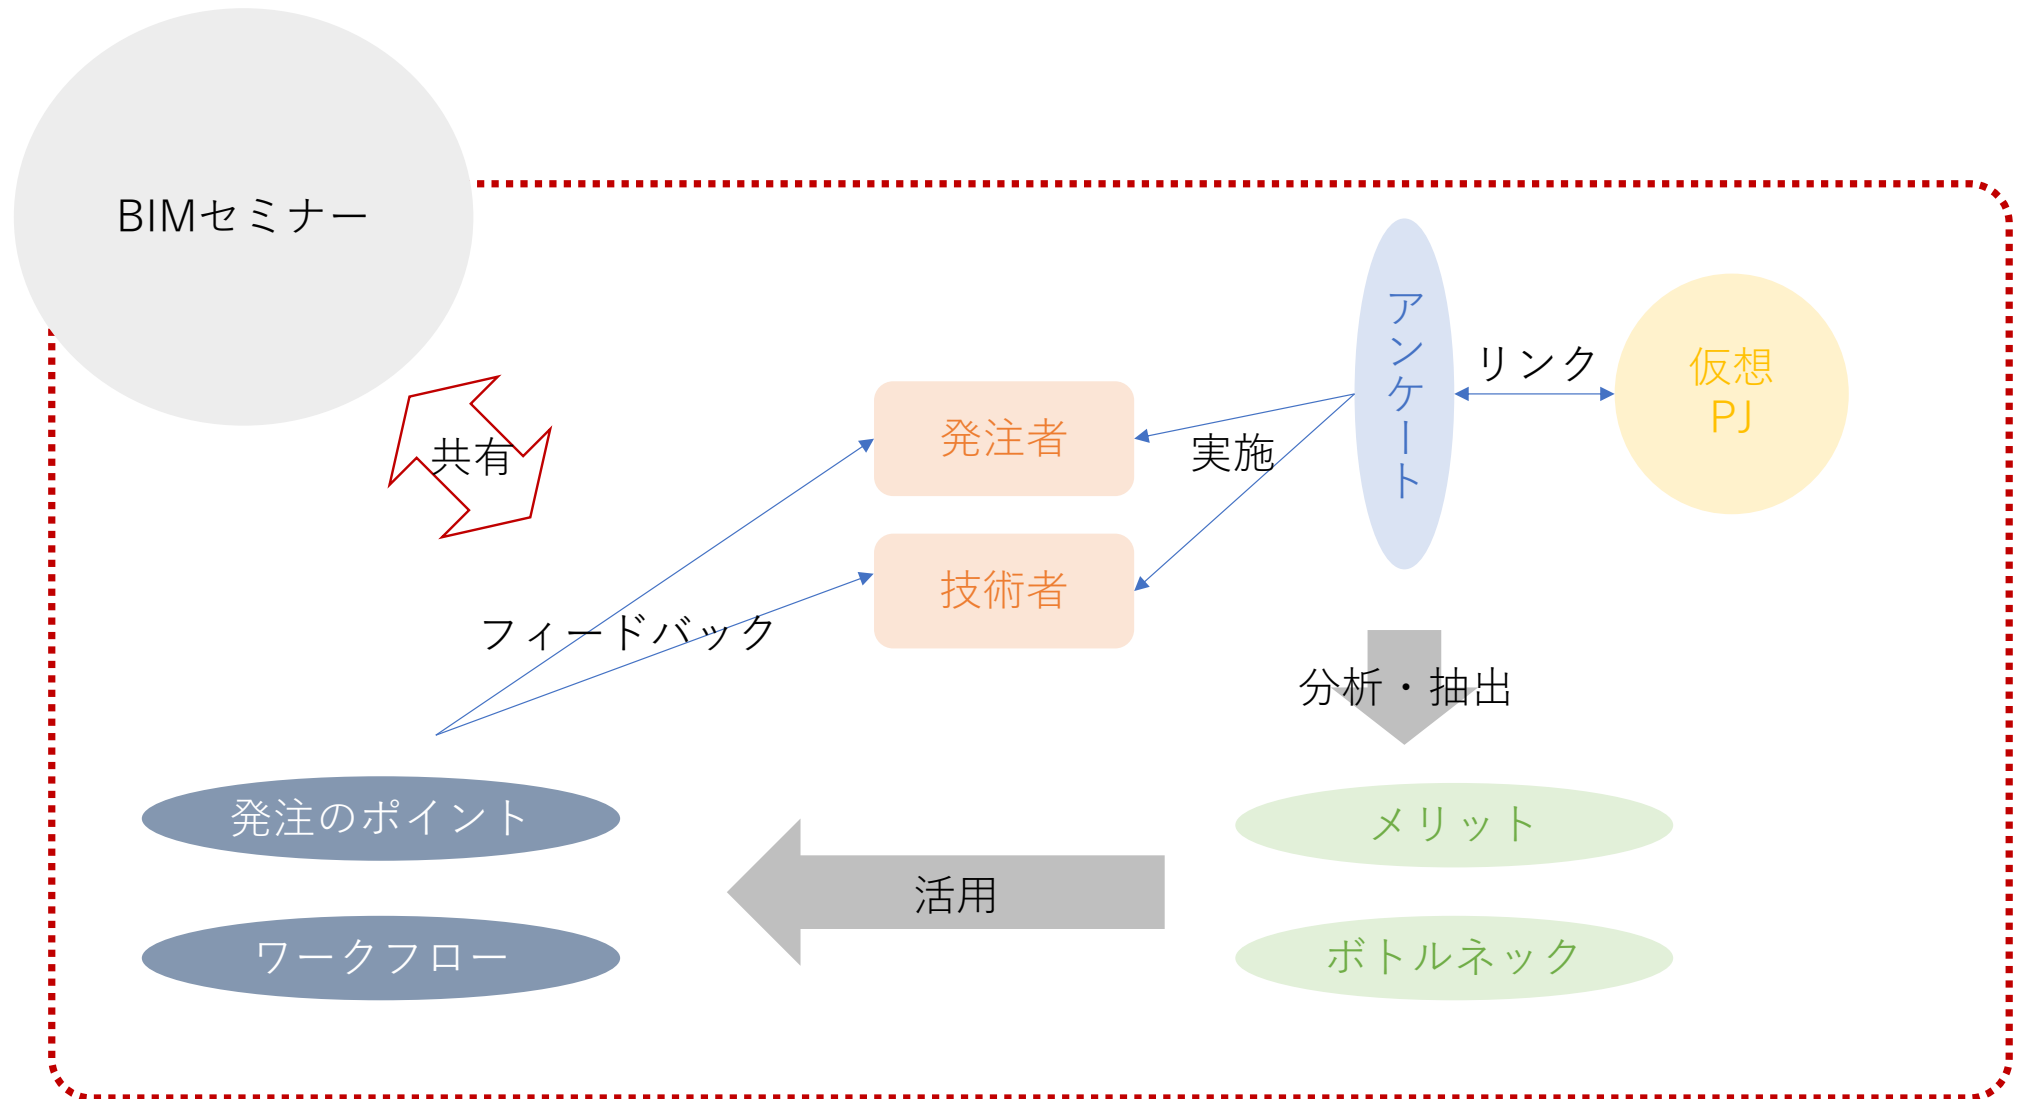 BIMセミナー
共有
発注者
技術者
実施
アンケート
リンク
仮想
PJ
フィードバック
分析・抽出
発注のポイント
ワークフロー
活用
メリット
ボトルネック